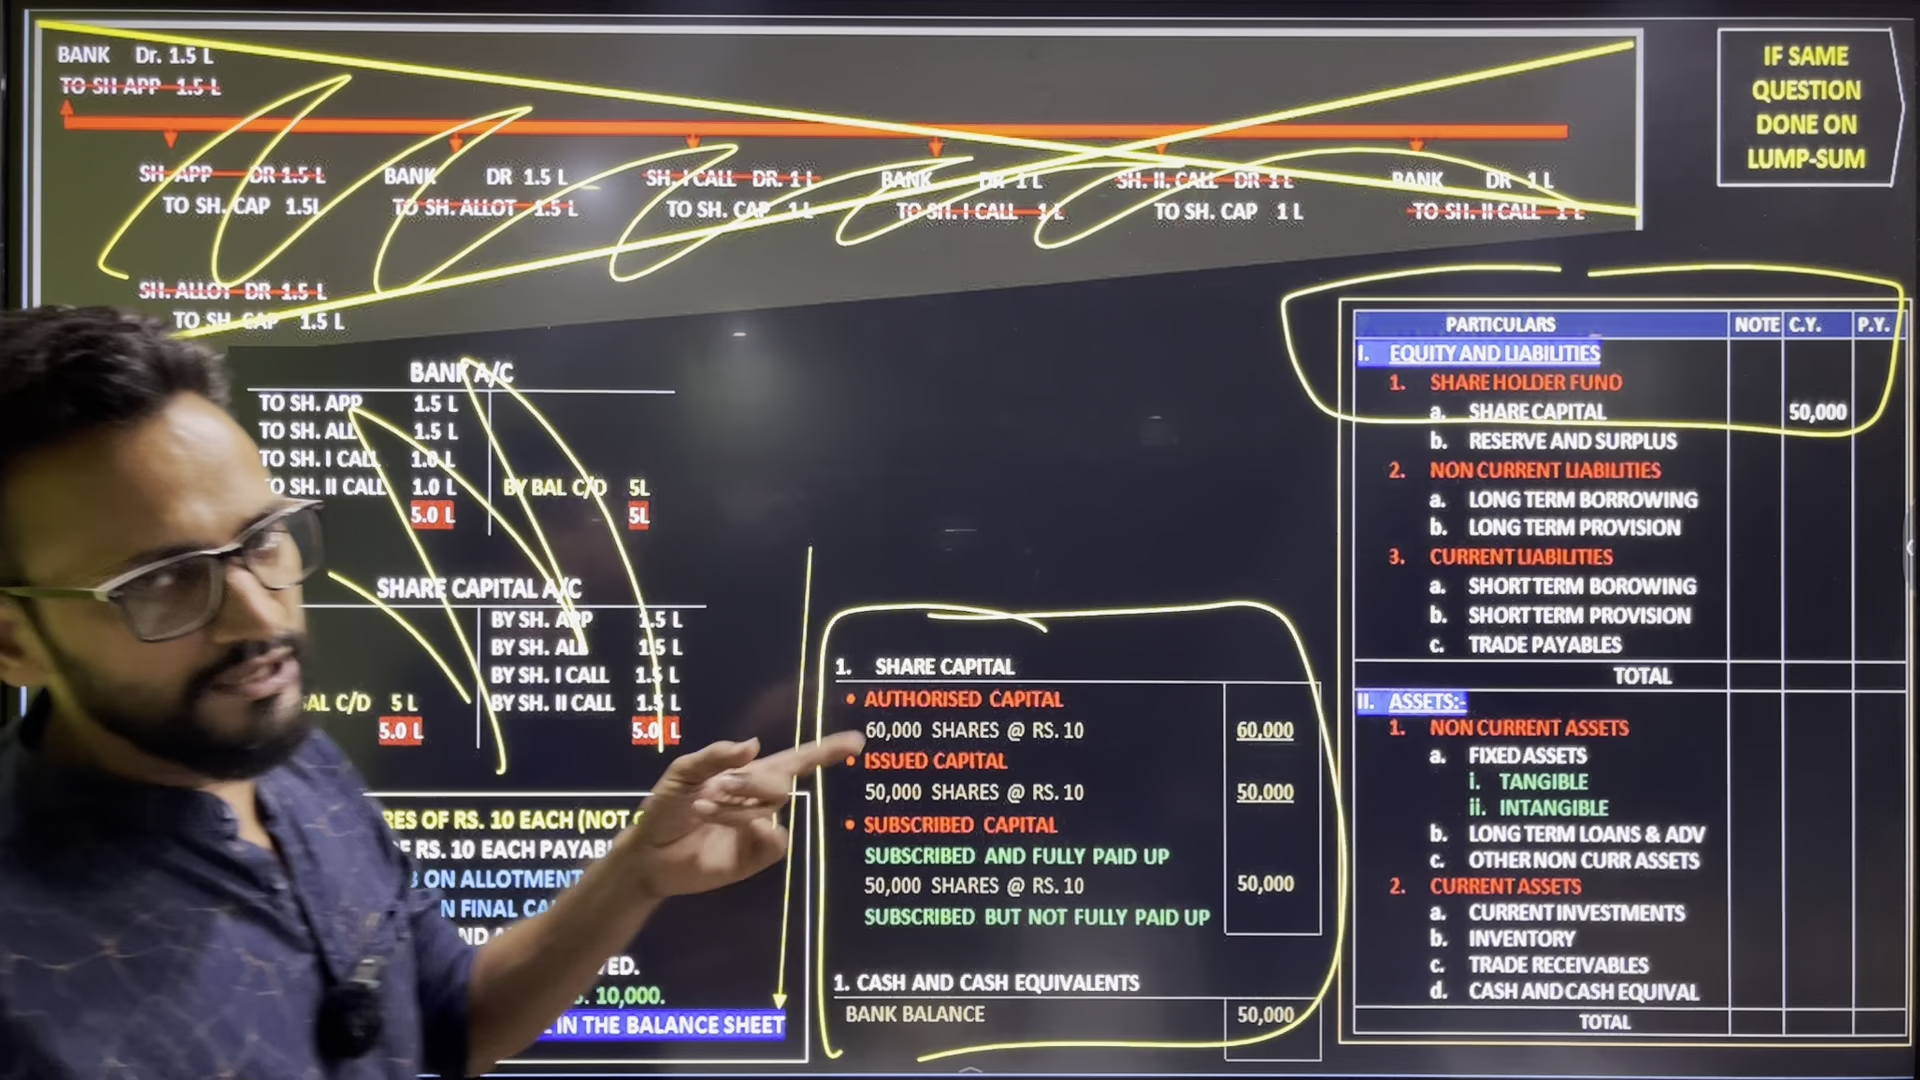 BANK Dr. 1.5 L
TO SH APP 1.5 L
SH. APP DR 1.5 L
TO SH. CAP 1.5L
BANK DR 1.5 L
TO SH. ALLOT 1.5 L
SH. I CALL DR. 1 L
TO SH. CAP 1 L
BANK DR 1 L
TO SH. I CALL 1 L
SH. II. CALL DR 1 L
TO SH. CAP 1 L
BANK DR 1 L
TO SH. II CALL 1 L
SH. ALLOT DR 1.5 L
TO SH CAP 1.5 L
IF SAME
QUESTION
DONE ON
LUMP-SUM
BANK A/C
TO SH. APP 1.5 L
TO SH. ALL 1.5 L
TO SH. I CALL 1.0 L
TO SH. II CALL 1.0 L BY BAL C/D 5L
5.0 L 5L
SHARE CAPITAL A/C
BY SH. APP 1.5 L
BY SH. ALL 1.5 L
BY SH. I CALL 1.5 L
BAL C/D 5 L BY SH. II CALL 1.5 L
5.0 L 5.0 L
OF RS. 10 EACH (NOT
RS. 10 EACH
ON ALLOTMENT
FINAL
10,000.
IN THE BALANCE SHEET
1. SHARE CAPITAL
• AUTHORISED CAPITAL
60,000 SHARES @ RS. 10 60,000
• ISSUED CAPITAL
50,000 SHARES @ RS. 10 50,000
• SUBSCRIBED CAPITAL
SUBSCRIBED AND FULLY PAID UP
50,000 SHARES @ RS. 10 50,000
SUBSCRIBED BUT NOT FULLY PAID UP
1. CASH AND CASH EQUIVALENTS
BANK BALANCE 50,000
PARTICULARS NOTE C.Y. P.Y.
I. EQUITY AND LIABILITIES
1. SHARE HOLDER FUND
a. SHARE CAPITAL 50,000
b. RESERVE AND SURPLUS
2. NON CURRENT LIABILITIES
a. LONG TERM BORROWING
b. LONG TERM PROVISION
3. CURRENT LIABILITIES
a. SHORT TERM BOROWING
b. SHORT TERM PROVISION
c. TRADE PAYABLES
TOTAL
II. ASSETS:-
1. NON CURRENT ASSETS
a. FIXED ASSETS
i. TANGIBLE
ii. INTANGIBLE
b. LONG TERM LOANS & ADV
c. OTHER NON CURR ASSETS
2. CURRENT ASSETS
a. CURRENT INVESTMENTS
b. INVENTORY
c. TRADE RECEIVABLES
d. CASH AND CASH EQUIVAL
TOTAL